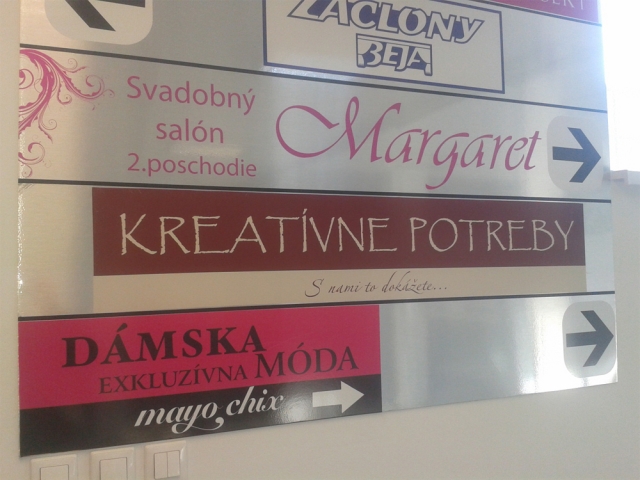 ZÁCLONY
BEJA
Svadobný
salón
2.poschodie
Margaret
KREATÍVNE POTREBY
S nami to dokážete...
DÁMSKA
EXKLUZÍVNA MÓDA
mayo chix